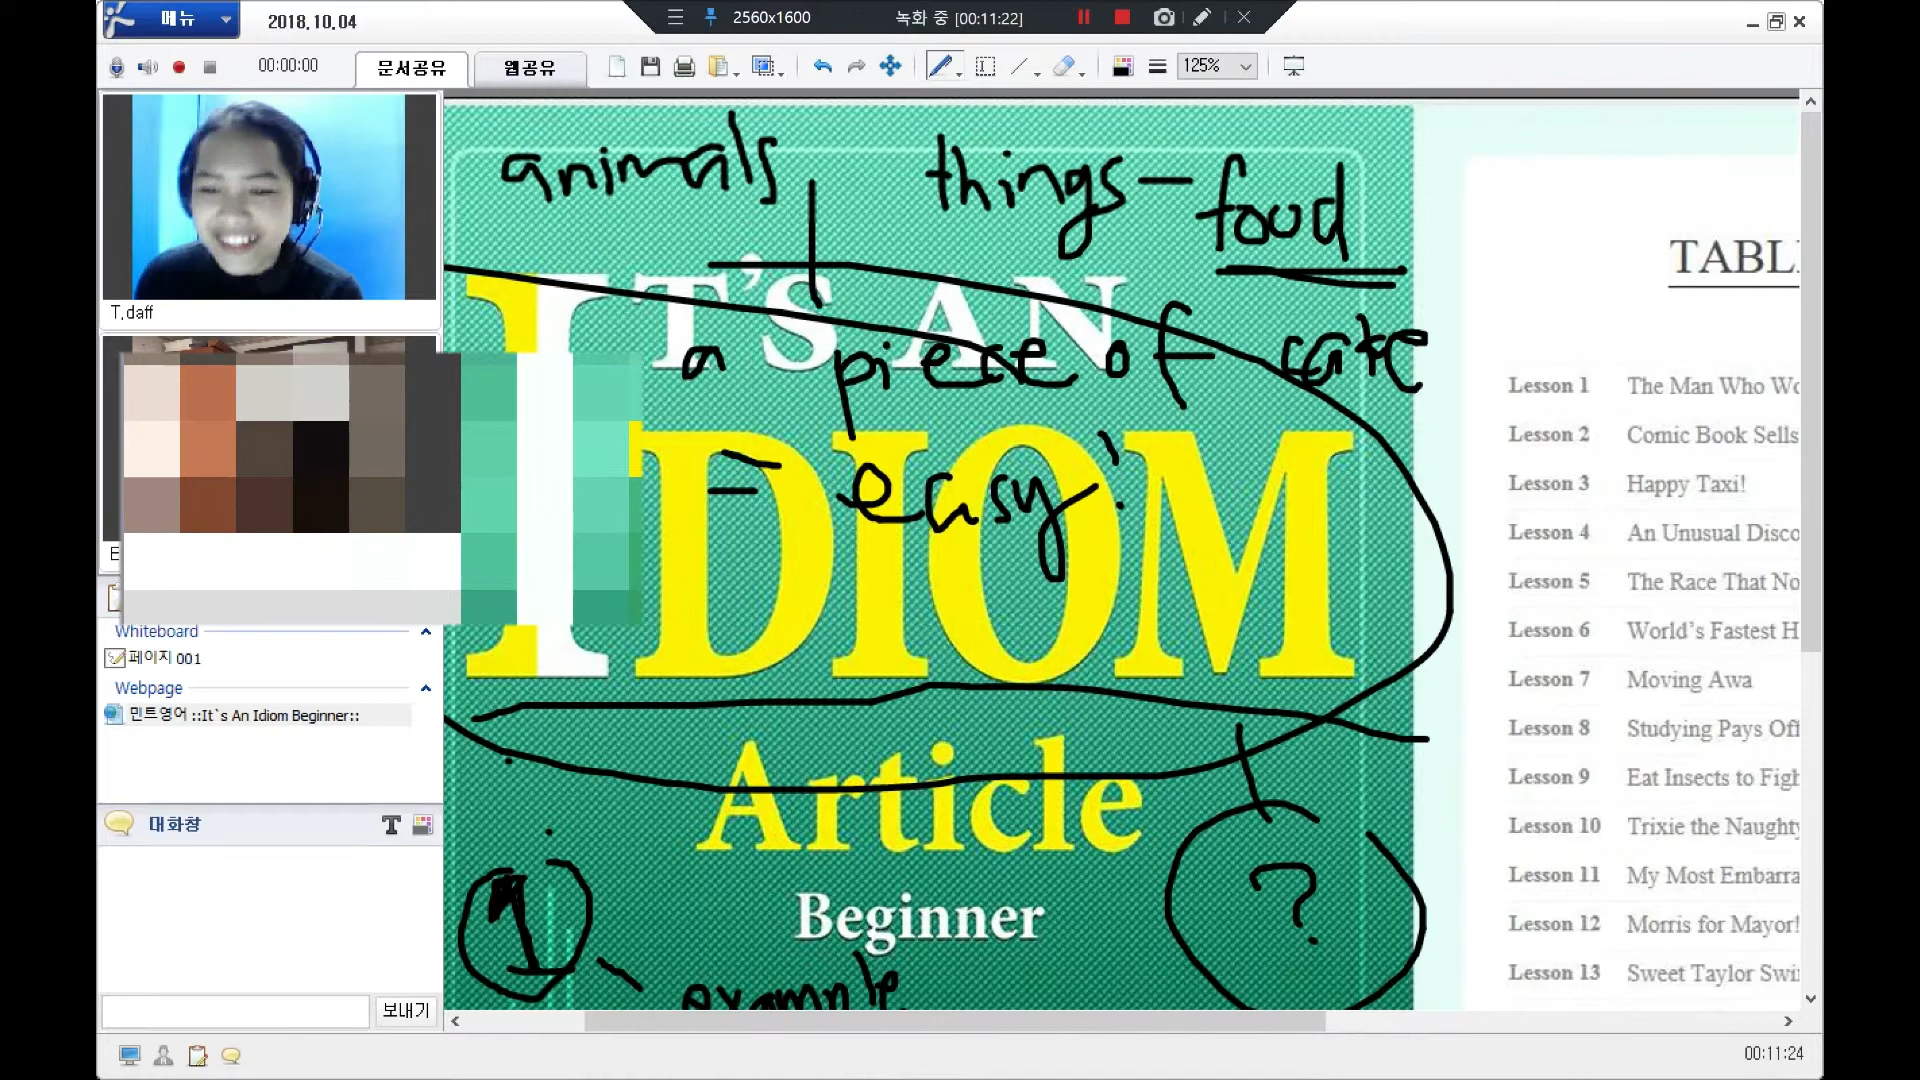 메뉴
2018.10.04
2560x1600
녹화 중 [00:11:22]
00:00:00
문서공유
웹공유
125%
T.daff
E
Whiteboard
페이지 001
Webpage
민트영어 ::It`s An Idiom Beginner::
대화창
보내기
00:11:24
animals
things - food
IT'S AN
IDIOM
a piece of cake
- easy!
Article
Beginner
1
?
example
TABL
Lesson 1 The Man Who Wo
Lesson 2 Comic Book Sells
Lesson 3 Happy Taxi!
Lesson 4 An Unusual Disco
Lesson 5 The Race That No
Lesson 6 World's Fastest H
Lesson 7 Moving Awa
Lesson 8 Studying Pays Off
Lesson 9 Eat Insects to Figh
Lesson 10 Trixie the Naughty
Lesson 11 My Most Embarra
Lesson 12 Morris for Mayor!
Lesson 13 Sweet Taylor Swi